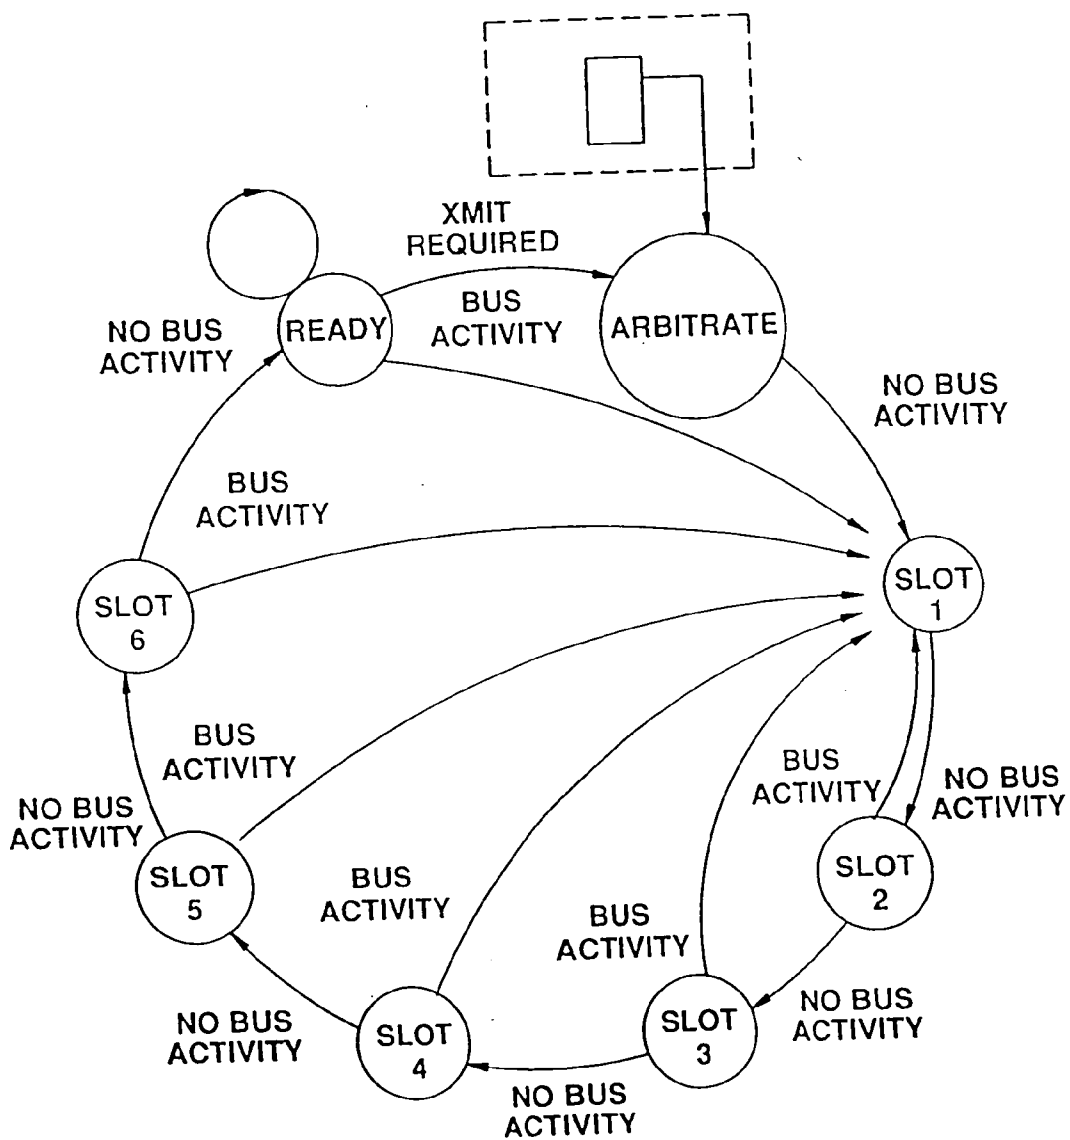 XMIT
REQUIRED
BUS
ACTIVITY
READY
ARBITRATE
NO BUS
ACTIVITY
NO BUS
ACTIVITY
BUS
ACTIVITY
SLOT
1
SLOT
6
BUS
ACTIVITY
BUS
ACTIVITY
NO BUS
ACTIVITY
NO BUS
ACTIVITY
SLOT
2
SLOT
5
BUS
ACTIVITY
BUS
ACTIVITY
NO BUS
ACTIVITY
NO BUS
ACTIVITY
SLOT
3
SLOT
4
NO BUS
ACTIVITY